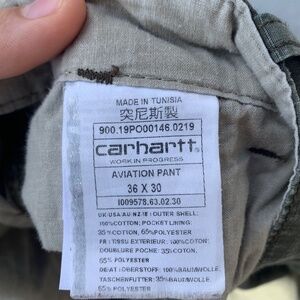 MADE IN TUNISIA
突尼斯製
900.19PO00146.0219
carhartt
WORK IN PROGRESS
AVIATION PANT
36 X 30
I009578.63.02.30
UK-USA-AU-NZ-IE: OUTER SHELL:
100%COTTON; POCKET LINING:
35%COTTON, 65%POLYESTER
FR: TISSU EXTERIEUR: 100%COTON;
DOUBLURE POCHE: 35%COTON,
65% POLYESTER
DE-AT: OBERSTOFF: 100%BAUMWOLLE,
TASCHENFUTTER: 35%BAUMWOLLE,
65%POLYESTER